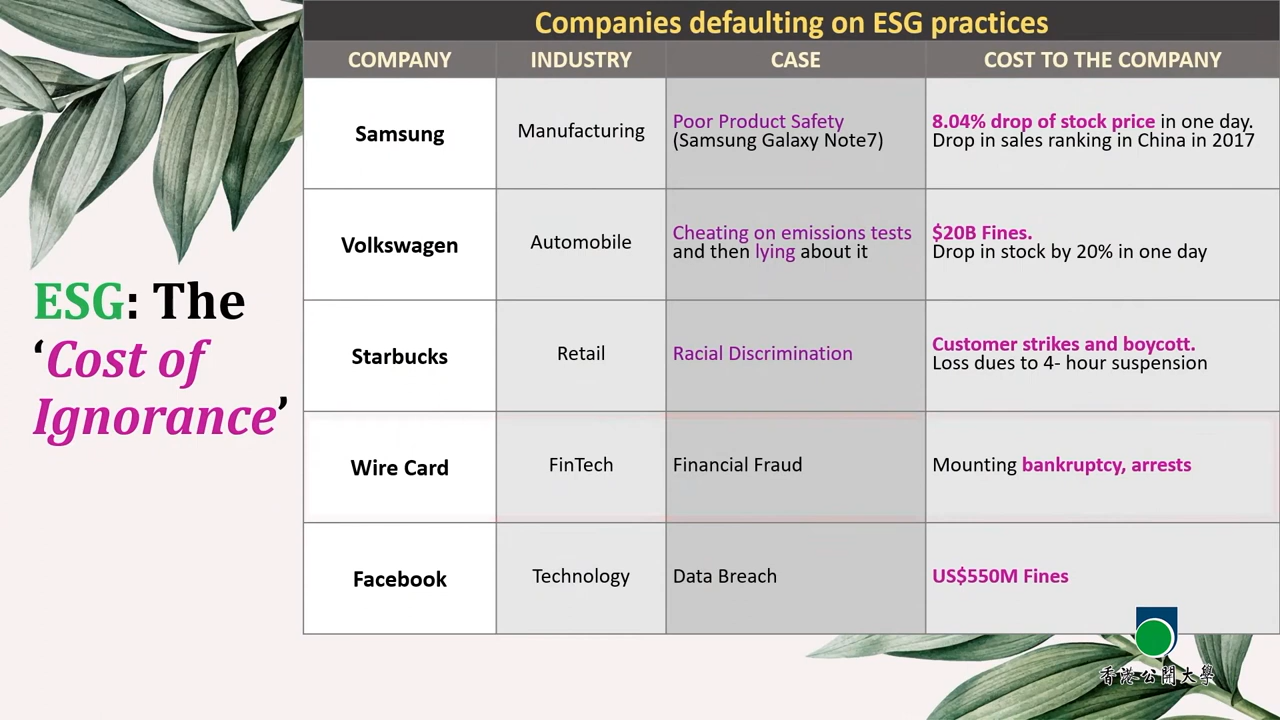 Companies defaulting on ESG practices
COMPANY INDUSTRY CASE COST TO THE COMPANY
Samsung
Manufacturing
Poor Product Safety
(Samsung Galaxy Note7)
8.04% drop of stock price in one day.
Drop in sales ranking in China in 2017
Volkswagen
Automobile
Cheating on emissions tests
and then lying about it
$20B Fines.
Drop in stock by 20% in one day
Starbucks
Retail
Racial Discrimination
Customer strikes and boycott.
Loss dues to 4- hour suspension
Wire Card
FinTech
Financial Fraud
Mounting bankruptcy, arrests
Facebook
Technology
Data Breach
US$550M Fines
ESG: The
‘Cost of
Ignorance’
香港公開大學